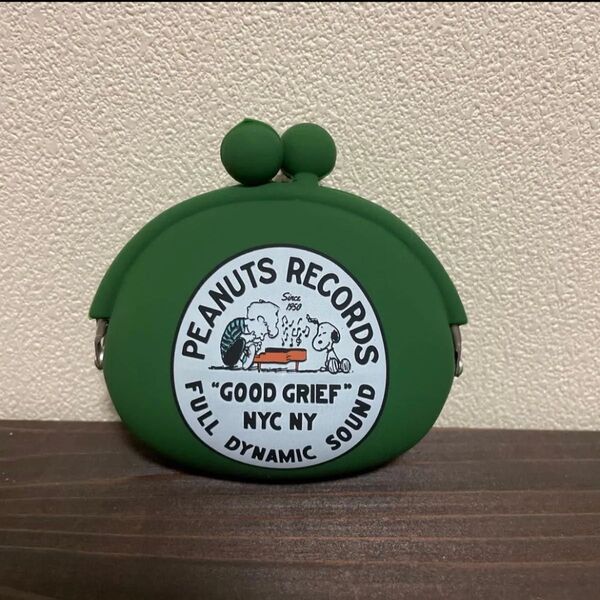 PEANUTS RECORDS
Since
1950
"GOOD GRIEF"
NYC NY
FULL DYNAMIC SOUND